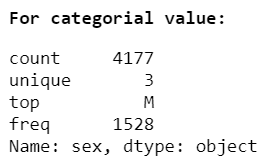 For categorial value:
count 4177
unique 3
top M
freq 1528
Name: sex, dtype: object